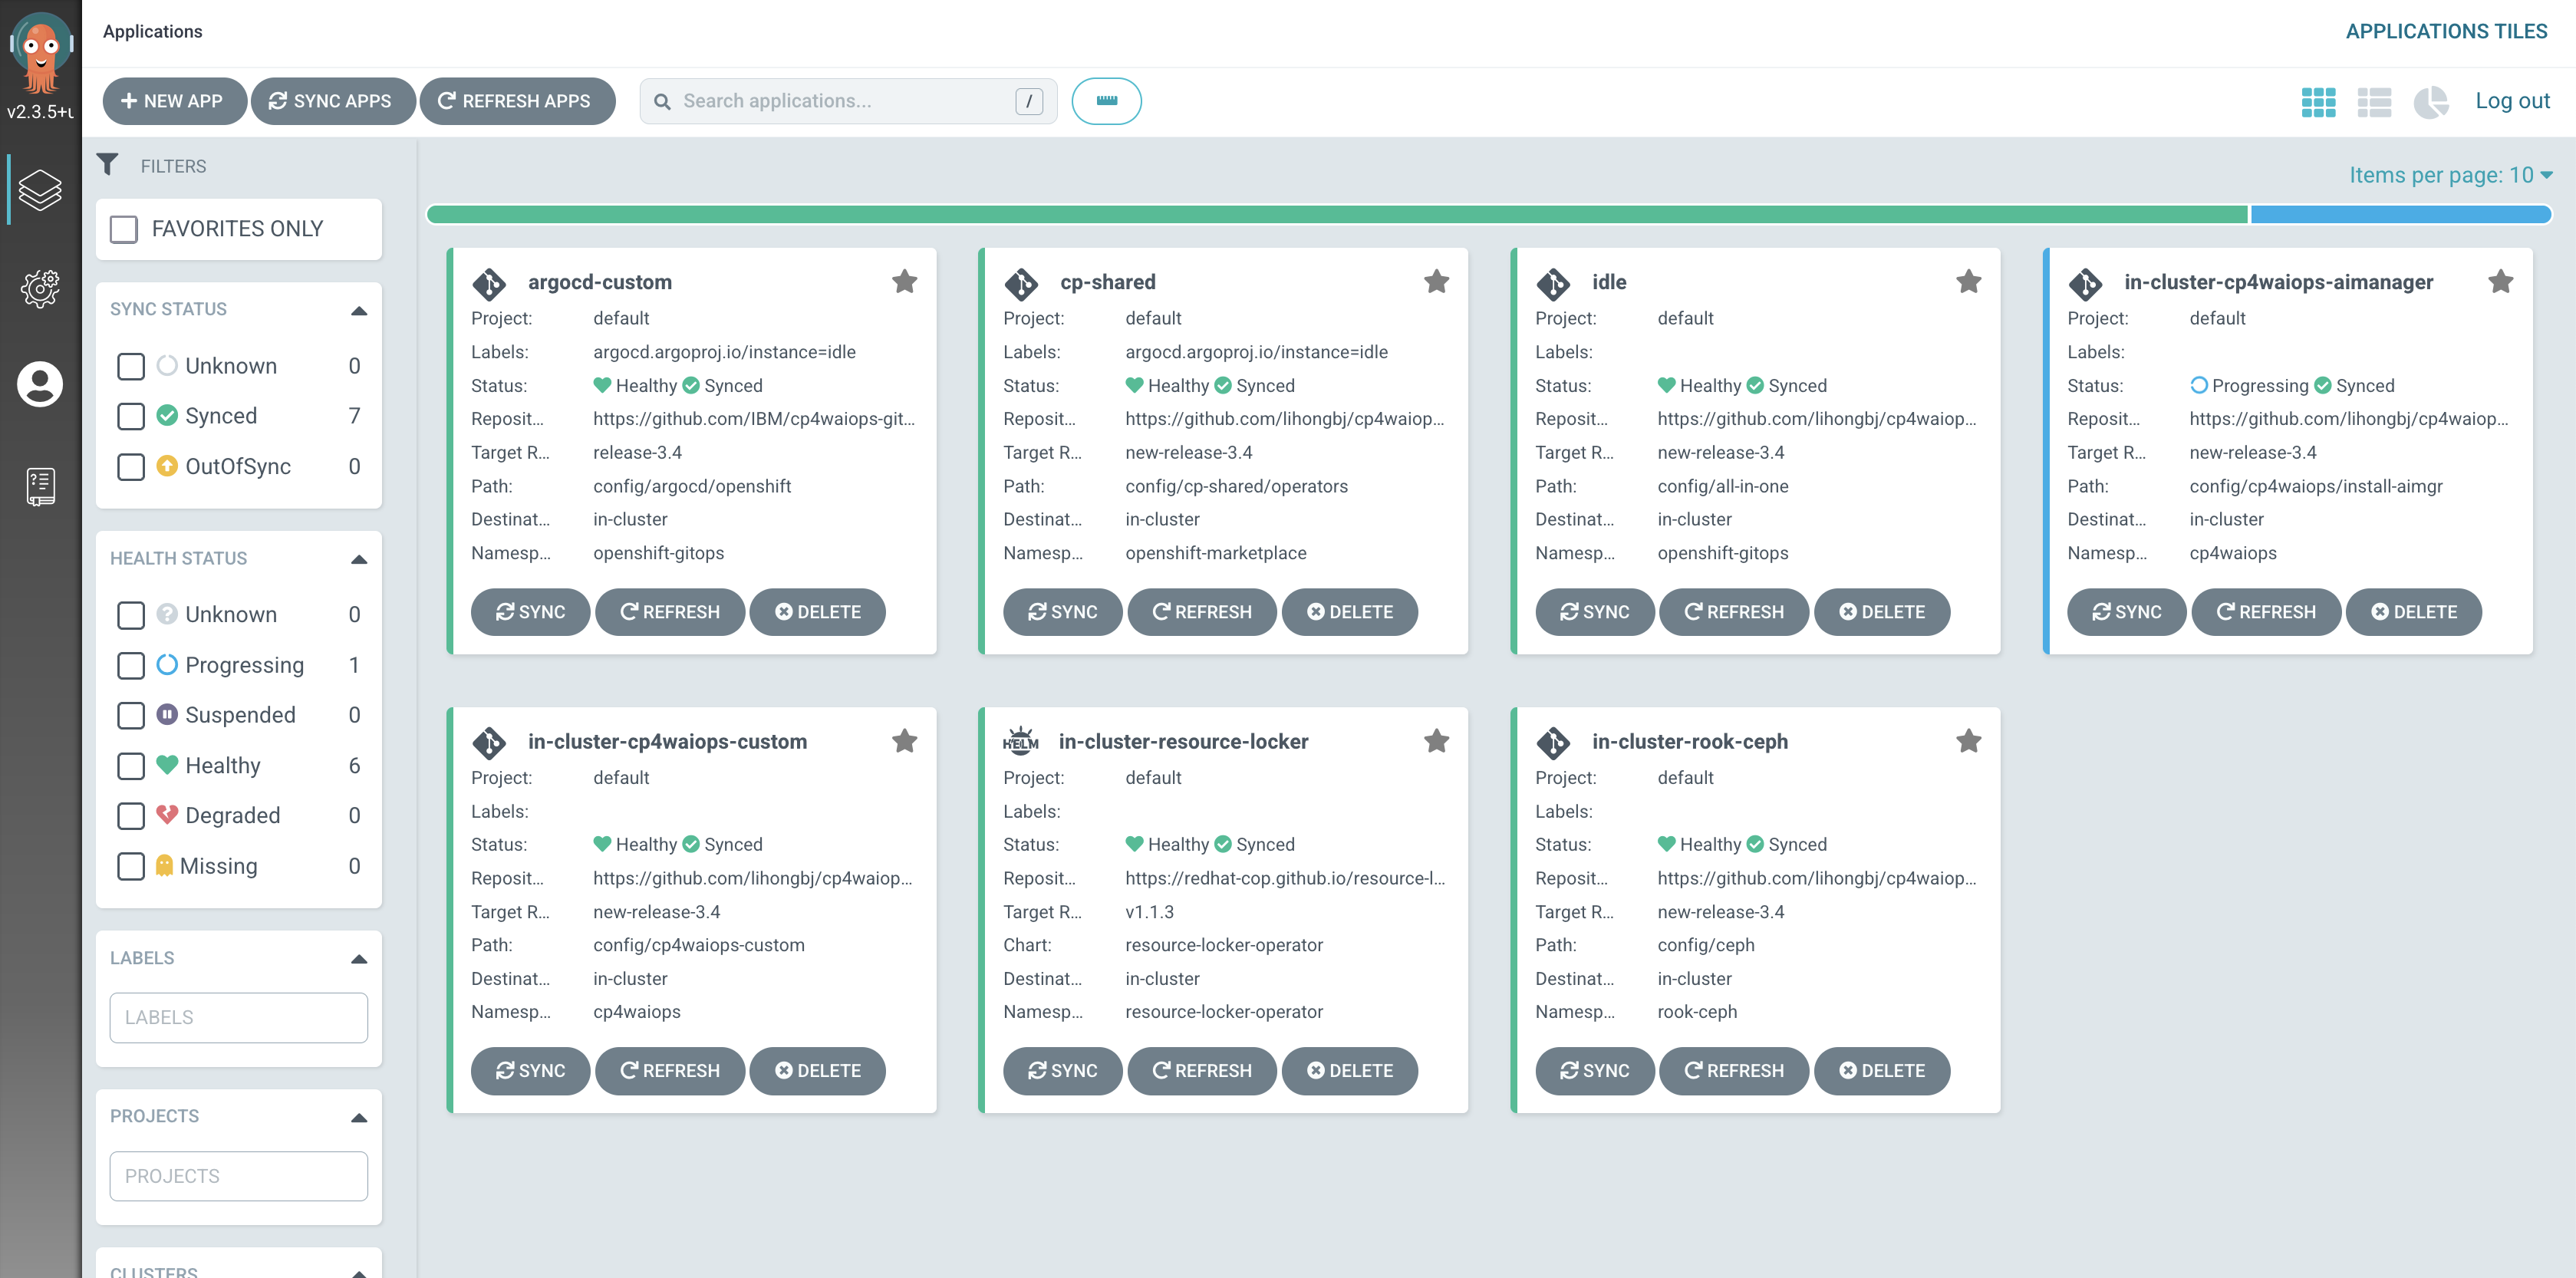 Applications
APPLICATIONS TILES
v2.3.5+
NEW APP
SYNC APPS
REFRESH APPS
Search applications...
/
Log out
FILTERS
Items per page: 10
FAVORITES ONLY
SYNC STATUS
Unknown 0
Synced 7
OutOfSync 0
HEALTH STATUS
Unknown 0
Progressing 1
Suspended 0
Healthy 6
Degraded 0
Missing 0
LABELS
LABELS
PROJECTS
PROJECTS
CLUSTERS
argocd-custom
Project: default
Labels: argocd.argoproj.io/instance=idle
Status: Healthy Synced
Reposit... https://github.com/IBM/cp4waiops-git...
Target R... release-3.4
Path: config/argocd/openshift
Destinat... in-cluster
Namesp... openshift-gitops
SYNC REFRESH DELETE
cp-shared
Project: default
Labels: argocd.argoproj.io/instance=idle
Status: Healthy Synced
Reposit... https://github.com/lihongbj/cp4waiop...
Target R... new-release-3.4
Path: config/cp-shared/operators
Destinat... in-cluster
Namesp... openshift-marketplace
SYNC REFRESH DELETE
idle
Project: default
Labels:
Status: Healthy Synced
Reposit... https://github.com/lihongbj/cp4waiop...
Target R... new-release-3.4
Path: config/all-in-one
Destinat... in-cluster
Namesp... openshift-gitops
SYNC REFRESH DELETE
in-cluster-cp4waiops-aimanager
Project: default
Labels:
Status: Progressing Synced
Reposit... https://github.com/lihongbj/cp4waiop...
Target R... new-release-3.4
Path: config/cp4waiops/install-aimgr
Destinat... in-cluster
Namesp... cp4waiops
SYNC REFRESH DELETE
in-cluster-cp4waiops-custom
Project: default
Labels:
Status: Healthy Synced
Reposit... https://github.com/lihongbj/cp4waiop...
Target R... new-release-3.4
Path: config/cp4waiops-custom
Destinat... in-cluster
Namesp... cp4waiops
SYNC REFRESH DELETE
HELM
in-cluster-resource-locker
Project: default
Labels:
Status: Healthy Synced
Reposit... https://redhat-cop.github.io/resource-l...
Target R... v1.1.3
Chart: resource-locker-operator
Destinat... in-cluster
Namesp... resource-locker-operator
SYNC REFRESH DELETE
in-cluster-rook-ceph
Project: default
Labels:
Status: Healthy Synced
Reposit... https://github.com/lihongbj/cp4waiop...
Target R... new-release-3.4
Path: config/ceph
Destinat... in-cluster
Namesp... rook-ceph
SYNC REFRESH DELETE